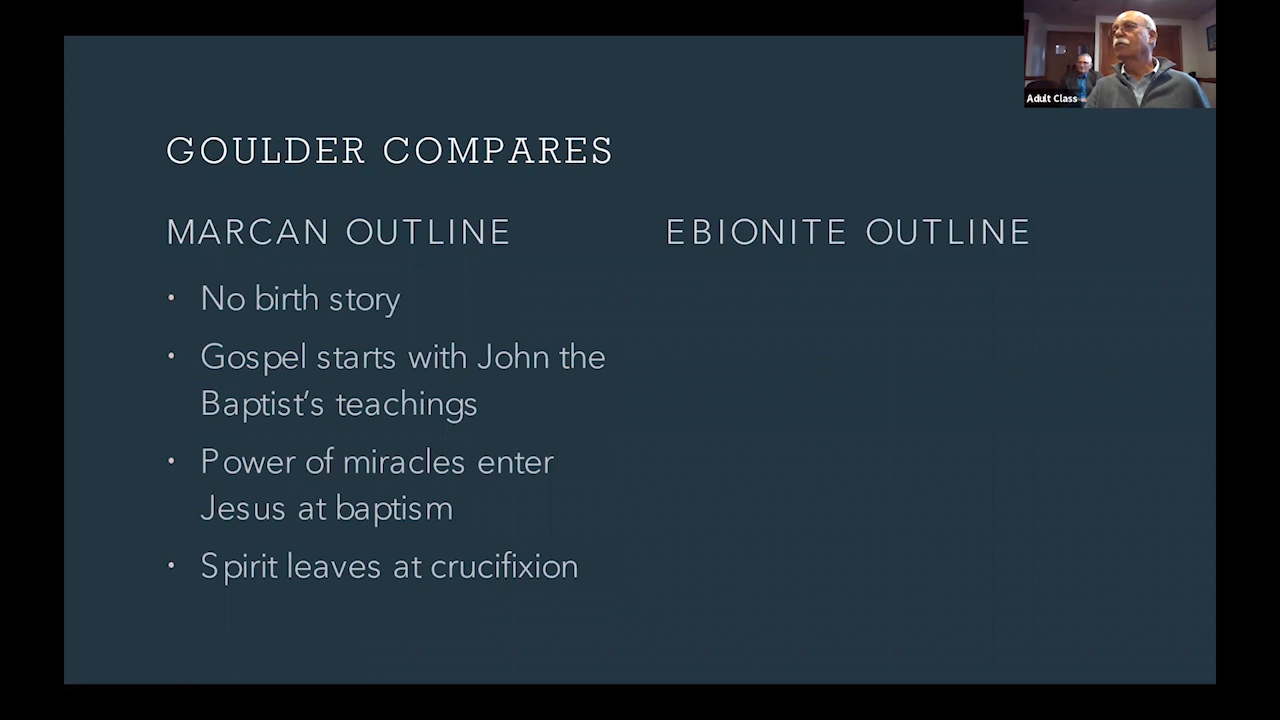 Adult Class
GOULDER COMPARES
MARCAN OUTLINE
• No birth story
• Gospel starts with John the
Baptist’s teachings
• Power of miracles enter
Jesus at baptism
• Spirit leaves at crucifixion
EBIONITE OUTLINE